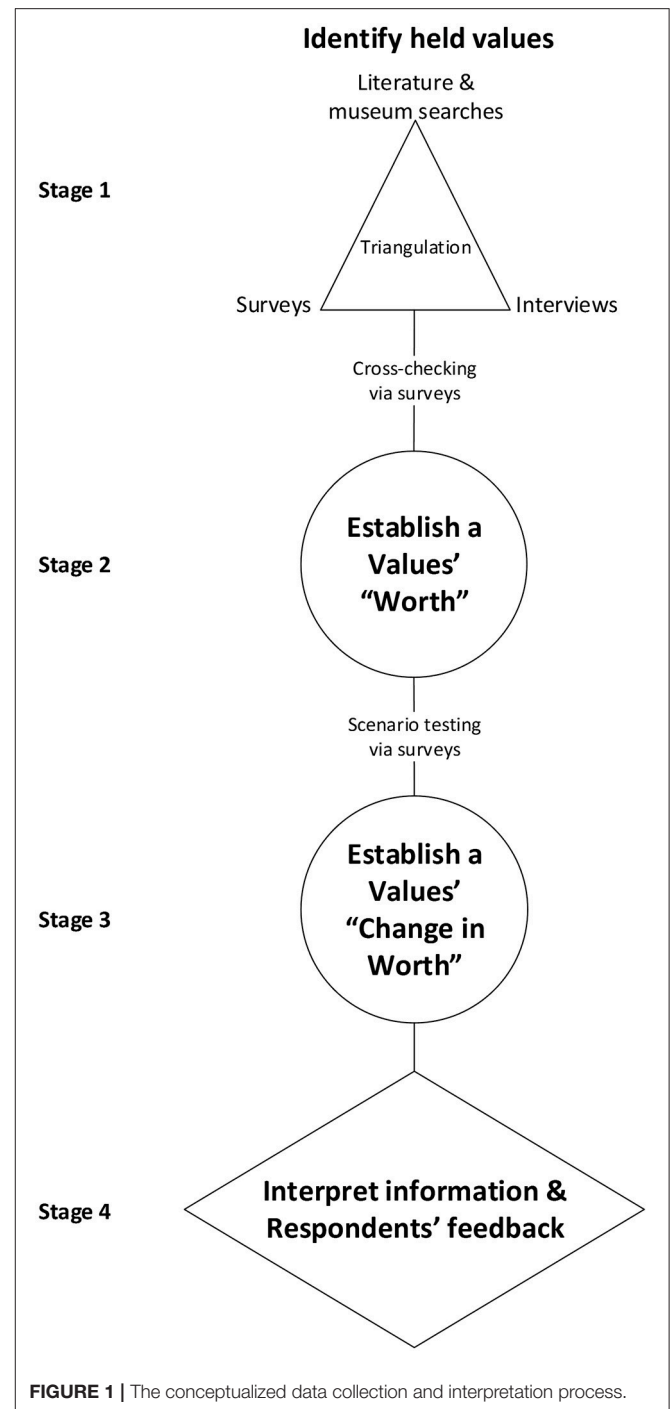 Identify held values
Literature &
museum searches
Stage 1
Triangulation
Surveys
Interviews
Cross-checking
via surveys
Stage 2
Establish a
Values’
“Worth”
Scenario testing
via surveys
Stage 3
Establish a
Values’
“Change in
Worth”
Stage 4
Interpret information &
Respondents’ feedback
FIGURE 1 | The conceptualized data collection and interpretation process.